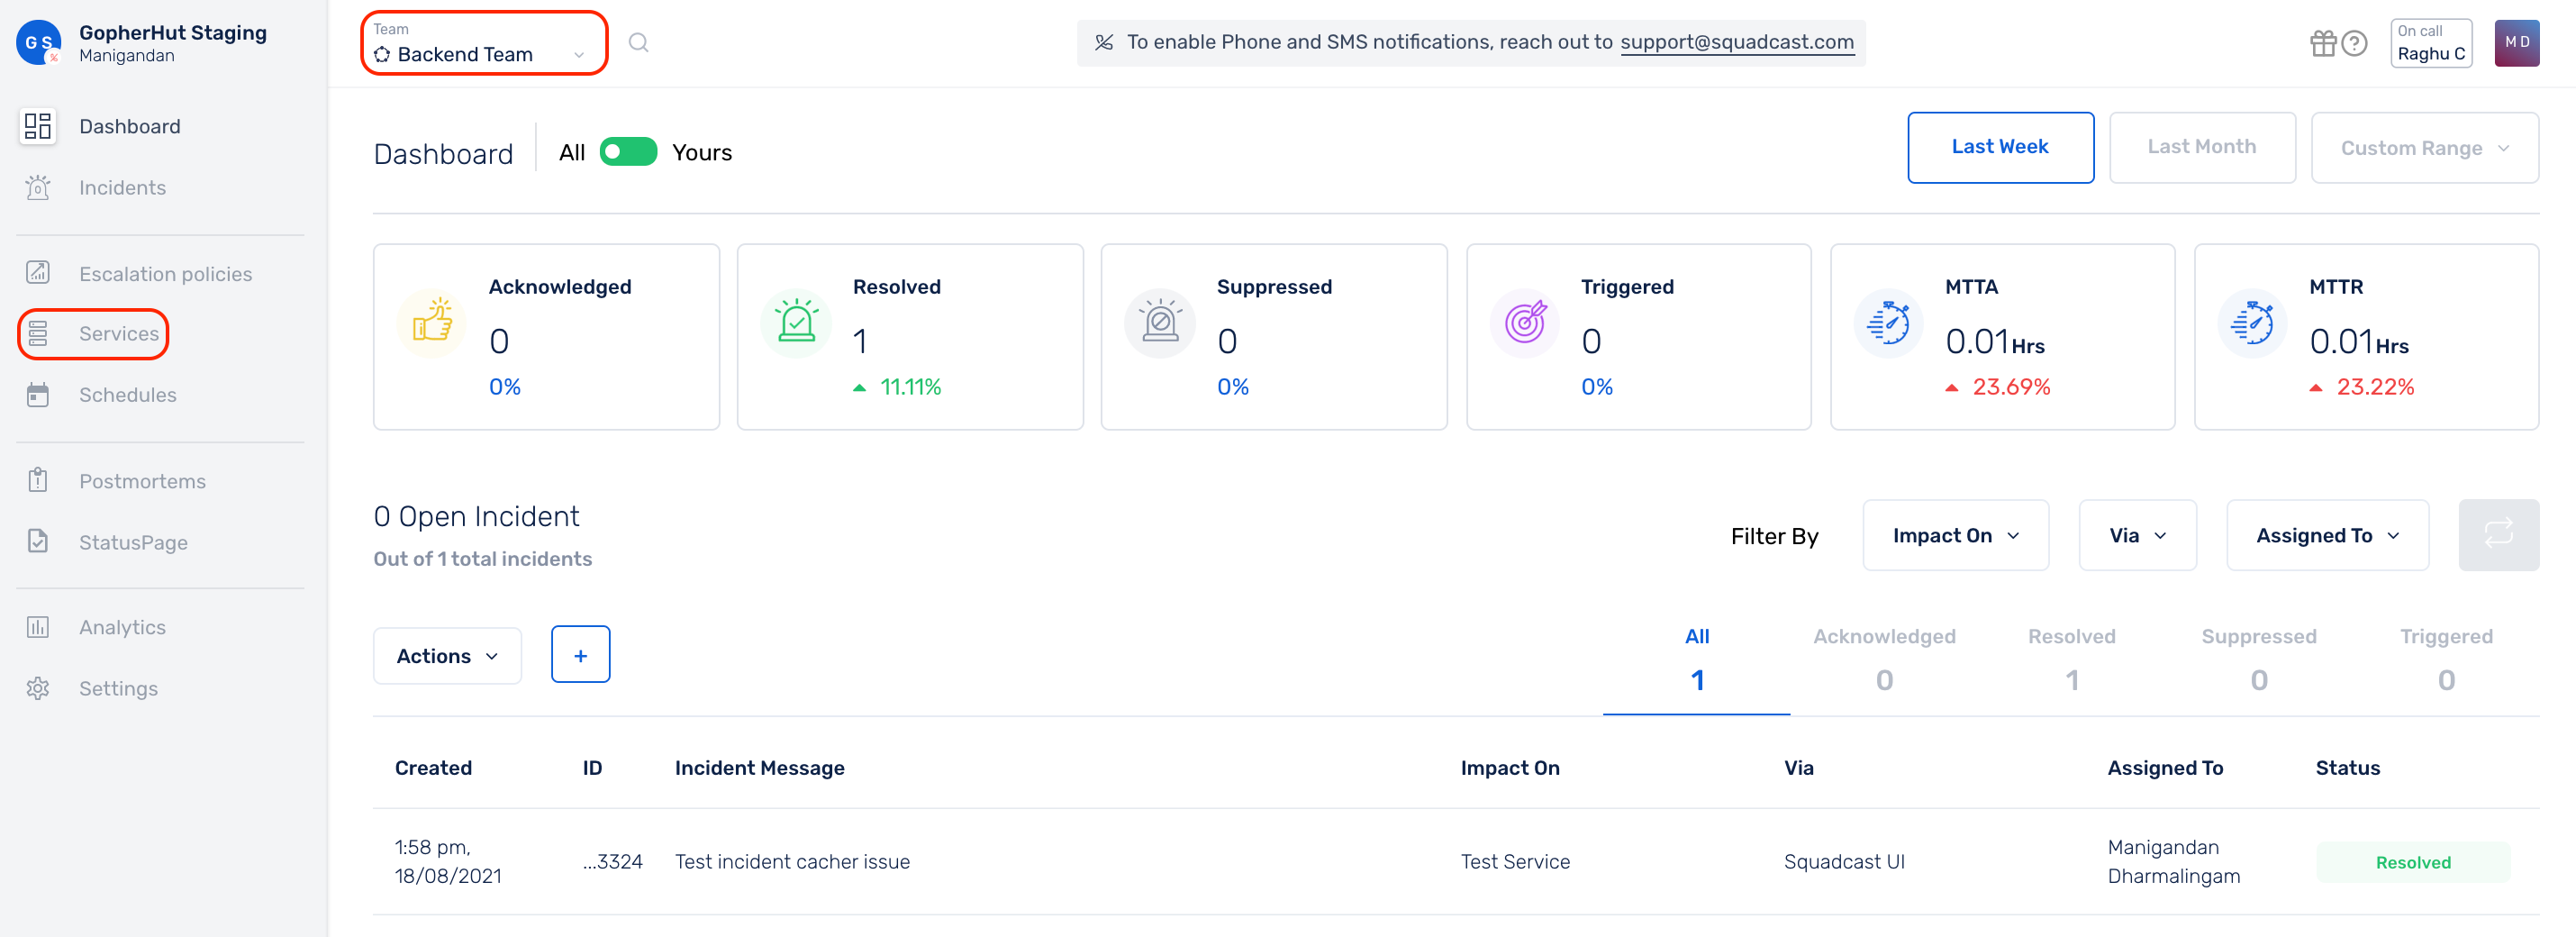 G S
GopherHut Staging
Manigandan
Dashboard
Incidents
Escalation policies
Services
Schedules
Postmortems
StatusPage
Analytics
Settings
Team
Backend Team
To enable Phone and SMS notifications, reach out to support@squadcast.com
On call
Raghu C
M D
Dashboard
All
Yours
Last Week
Last Month
Custom Range
Acknowledged
0
0%
Resolved
1
11.11%
Suppressed
0
0%
Triggered
0
0%
MTTA
0.01Hrs
23.69%
MTTR
0.01Hrs
23.22%
0 Open Incident
Out of 1 total incidents
Filter By
Impact On
Via
Assigned To
Actions
+
All
1
Acknowledged
0
Resolved
1
Suppressed
0
Triggered
0
Created ID Incident Message Impact On Via Assigned To Status
1:58 pm,
18/08/2021
...3324
Test incident cacher issue
Test Service
Squadcast UI
Manigandan
Dharmalingam
Resolved